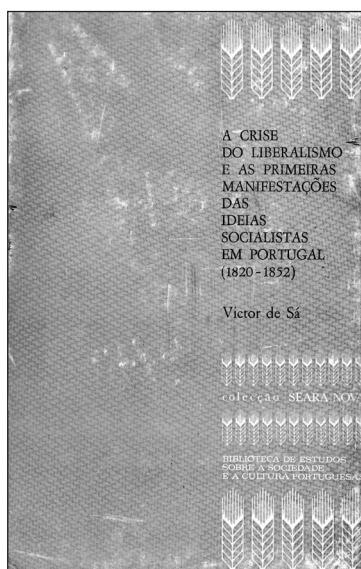 A CRISE
DO LIBERALISMO
E AS PRIMEIRAS
MANIFESTAÇÕES
DAS
IDEIAS
SOCIALISTAS
EM PORTUGAL
(1820-1852)
Victor de Sá
colecção SEARA NOVA
BIBLIOTECA DE ESTUDOS
SOBRE A SOCIEDADE
E A CULTURA PORTUGUESA